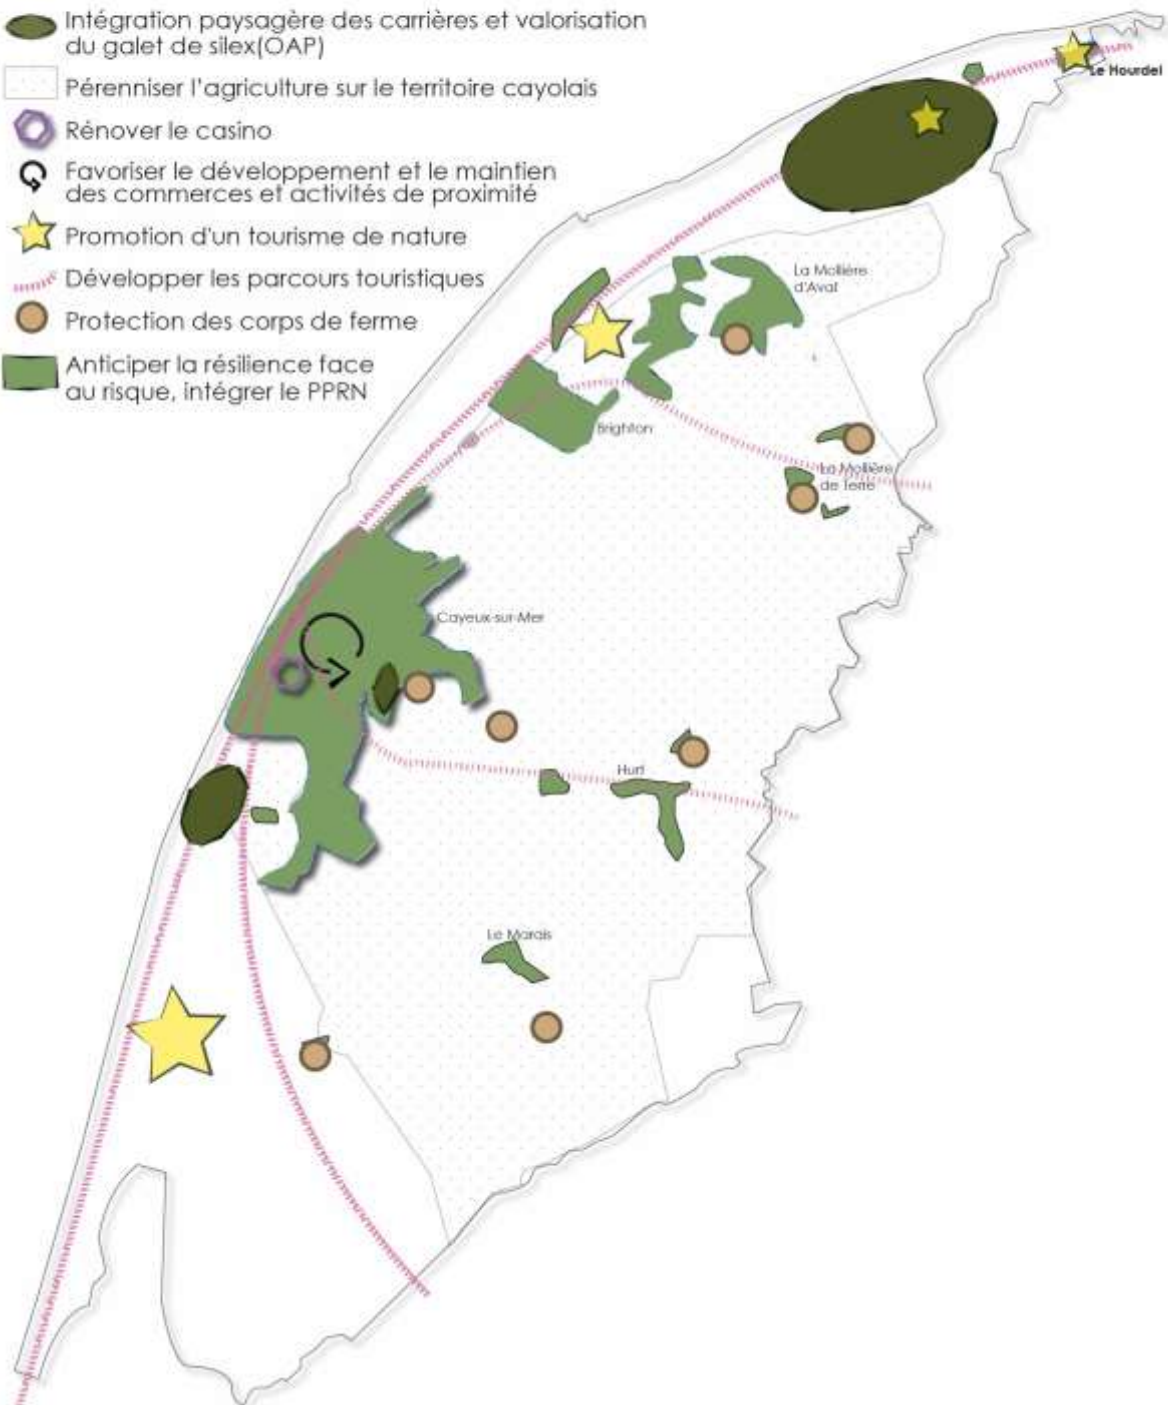 Intégration paysagère des carrières et valorisation
du galet de silex(OAP)
Pérenniser l'agriculture sur le territoire cayolais
Rénover le casino
Favoriser le développement et le maintien
des commerces et activités de proximité
Promotion d'un tourisme de nature
Développer les parcours touristiques
Protection des corps de ferme
Anticiper la résilience face
au risque, intégrer le PPRN
Le Hourdel
La Mollière
d'Aval
Brighton
La Mollière
de Terre
Cayeux-sur-Mer
Hurt
Le Marais